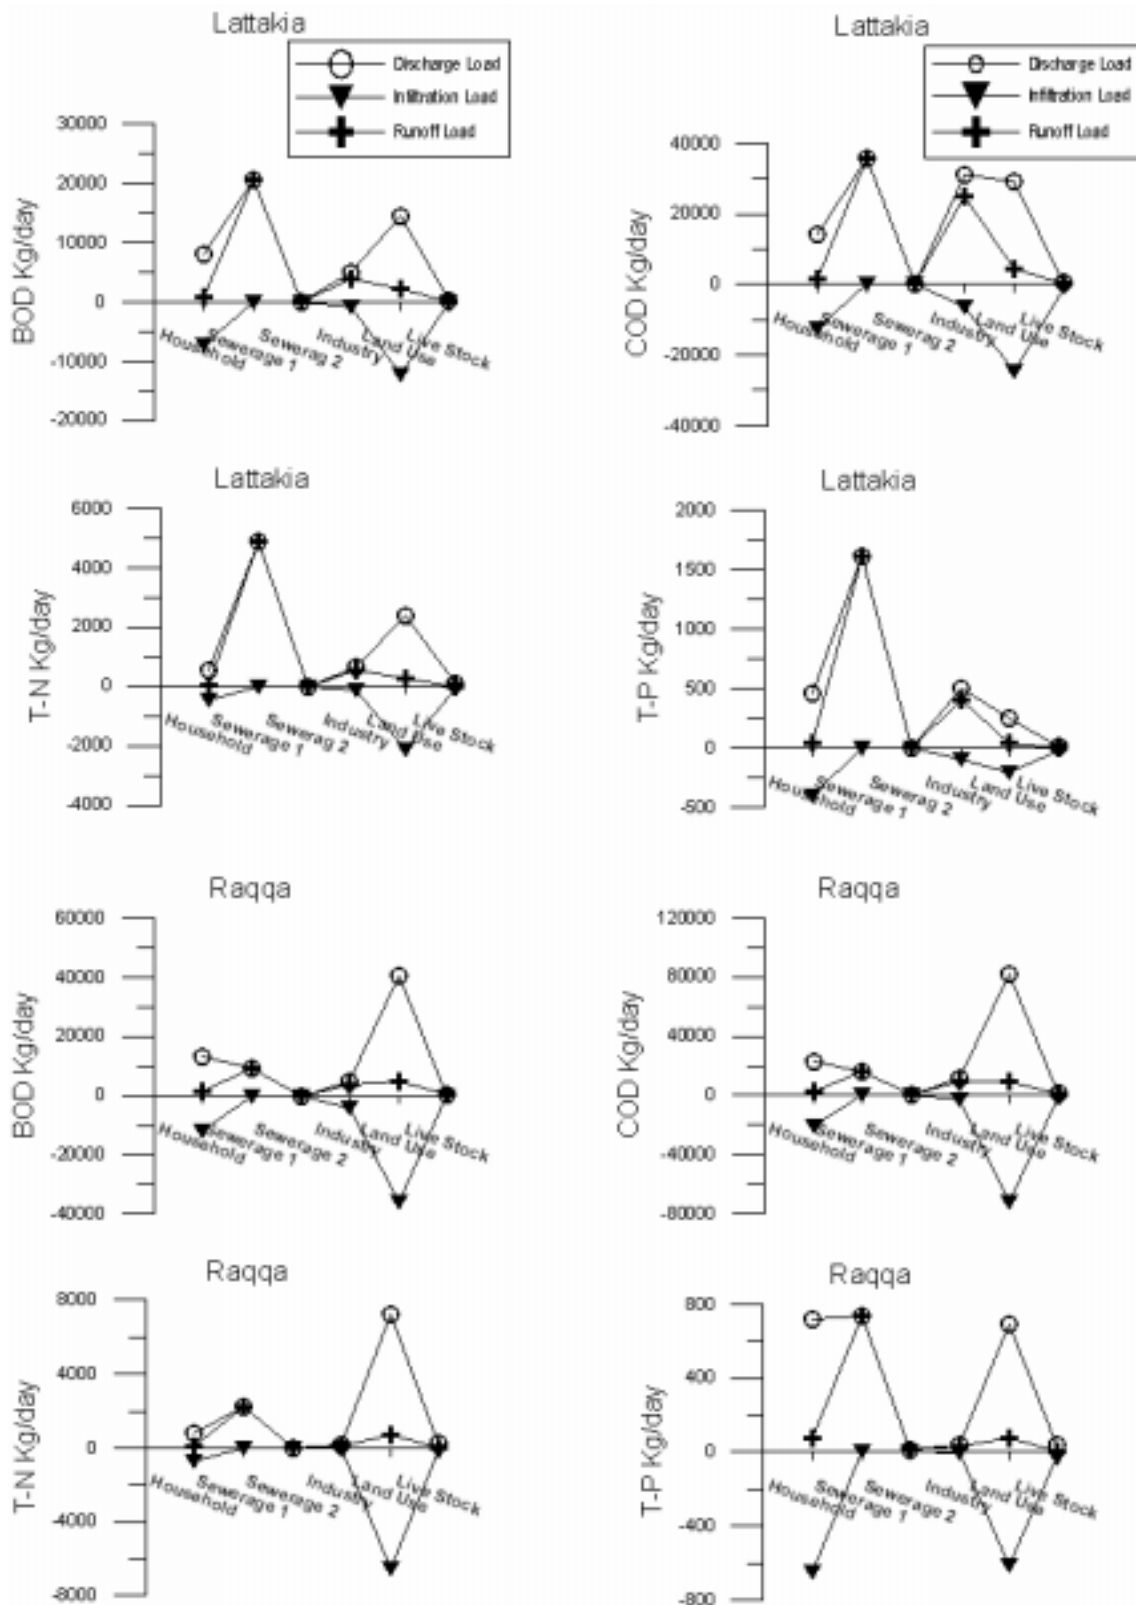 Lattakia
Discharge Load
Infiltration Load
Runoff Load
30000
20000
10000
0
-10000
-20000
BOD Kg/day
Household
Sewerage 1
Sewerag 2
Industry
Land Use
Live Stock
Lattakia
Discharge Load
Infiltration Load
Runoff Load
40000
20000
0
-20000
-40000
COD Kg/day
Household
Sewerage 1
Sewerag 2
Industry
Land Use
Live Stock
Lattakia
6000
4000
2000
0
-2000
-4000
T-N Kg/day
Household
Sewerage 1
Sewerag 2
Industry
Land Use
Live Stock
Lattakia
2000
1500
1000
500
0
-500
T-P Kg/day
Household
Sewerage 1
Sewerag 2
Industry
Land Use
Live Stock
Raqqa
60000
40000
20000
0
-20000
-40000
BOD Kg/day
Household
Sewerage 1
Sewerage 2
Industry
Land Use
Live Stock
Raqqa
120000
80000
40000
0
-40000
-80000
COD Kg/day
Household
Sewerage 1
Sewerage 2
Industry
Land Use
Live Stock
Raqqa
8000
4000
0
-4000
-8000
T-N Kg/day
Household
Sewerage 1
Sewerage 2
Industry
Land Use
Live Stock
Raqqa
800
400
0
-400
-800
T-P Kg/day
Household
Sewerage 1
Sewerage 2
Industry
Land Use
Live Stock